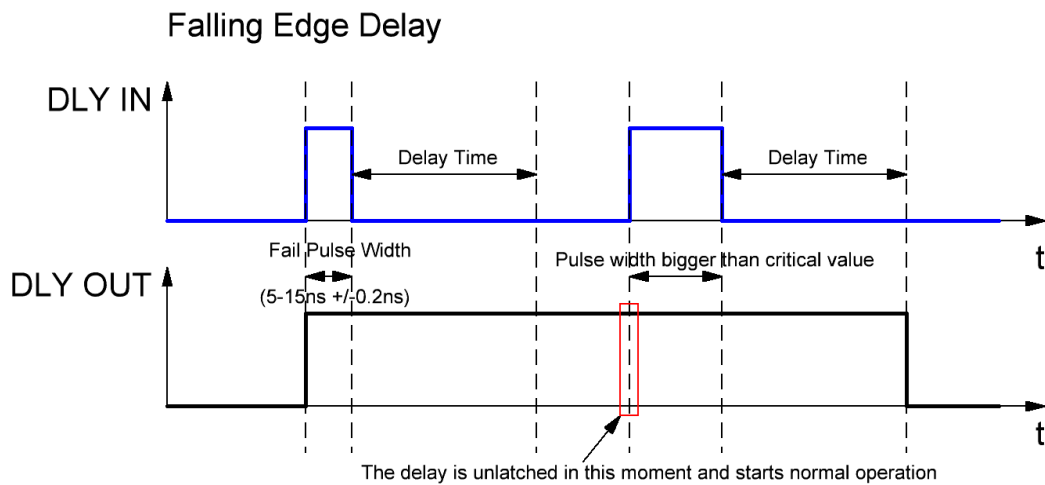 Falling Edge Delay
DLY IN
Delay Time
Delay Time
t
Fail Pulse Width
Pulse width bigger than critical value
DLY OUT
(5-15ns +/-0.2ns)
t
The delay is unlatched in this moment and starts normal operation